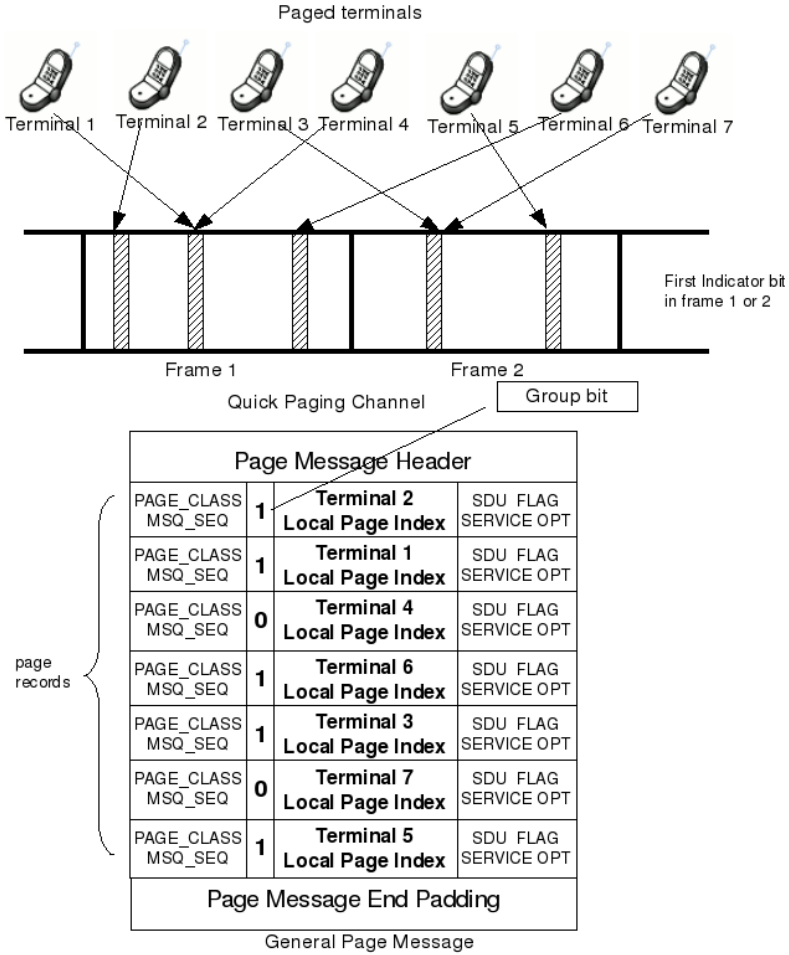 Paged terminals
Terminal 1
Terminal 2
Terminal 3
Terminal 4
Terminal 5
Terminal 6
Terminal 7
First Indicator bit
in frame 1 or 2
Frame 1
Frame 2
Quick Paging Channel
Group bit
Page Message Header
PAGE_CLASS
MSQ_SEQ
1
Terminal 2
Local Page Index
SDU FLAG
SERVICE OPT
PAGE_CLASS
MSQ_SEQ
1
Terminal 1
Local Page Index
SDU FLAG
SERVICE OPT
PAGE_CLASS
MSQ_SEQ
0
Terminal 4
Local Page Index
SDU FLAG
SERVICE OPT
page
records
PAGE_CLASS
MSQ_SEQ
1
Terminal 6
Local Page Index
SDU FLAG
SERVICE OPT
PAGE_CLASS
MSQ_SEQ
1
Terminal 3
Local Page Index
SDU FLAG
SERVICE OPT
PAGE_CLASS
MSQ_SEQ
0
Terminal 7
Local Page Index
SDU FLAG
SERVICE OPT
PAGE_CLASS
MSQ_SEQ
1
Terminal 5
Local Page Index
SDU FLAG
SERVICE OPT
Page Message End Padding
General Page Message